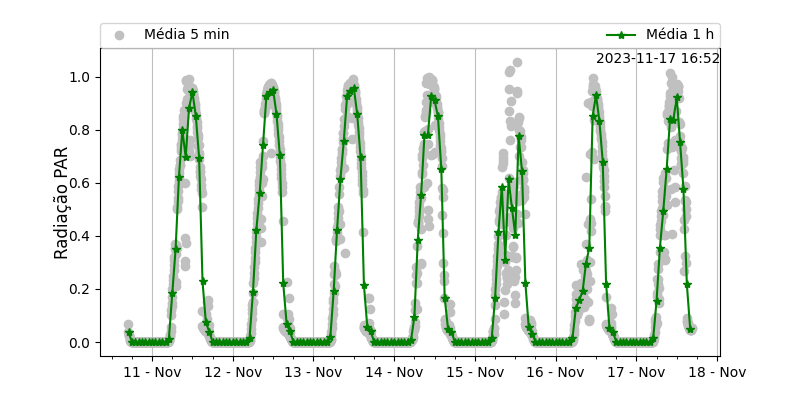 Média 5 min
Média 1 h
2023-11-17 16:52
Radiação PAR
1.0
0.8
0.6
0.4
0.2
0.0
11 - Nov
12 - Nov
13 - Nov
14 - Nov
15 - Nov
16 - Nov
17 - Nov
18 - Nov